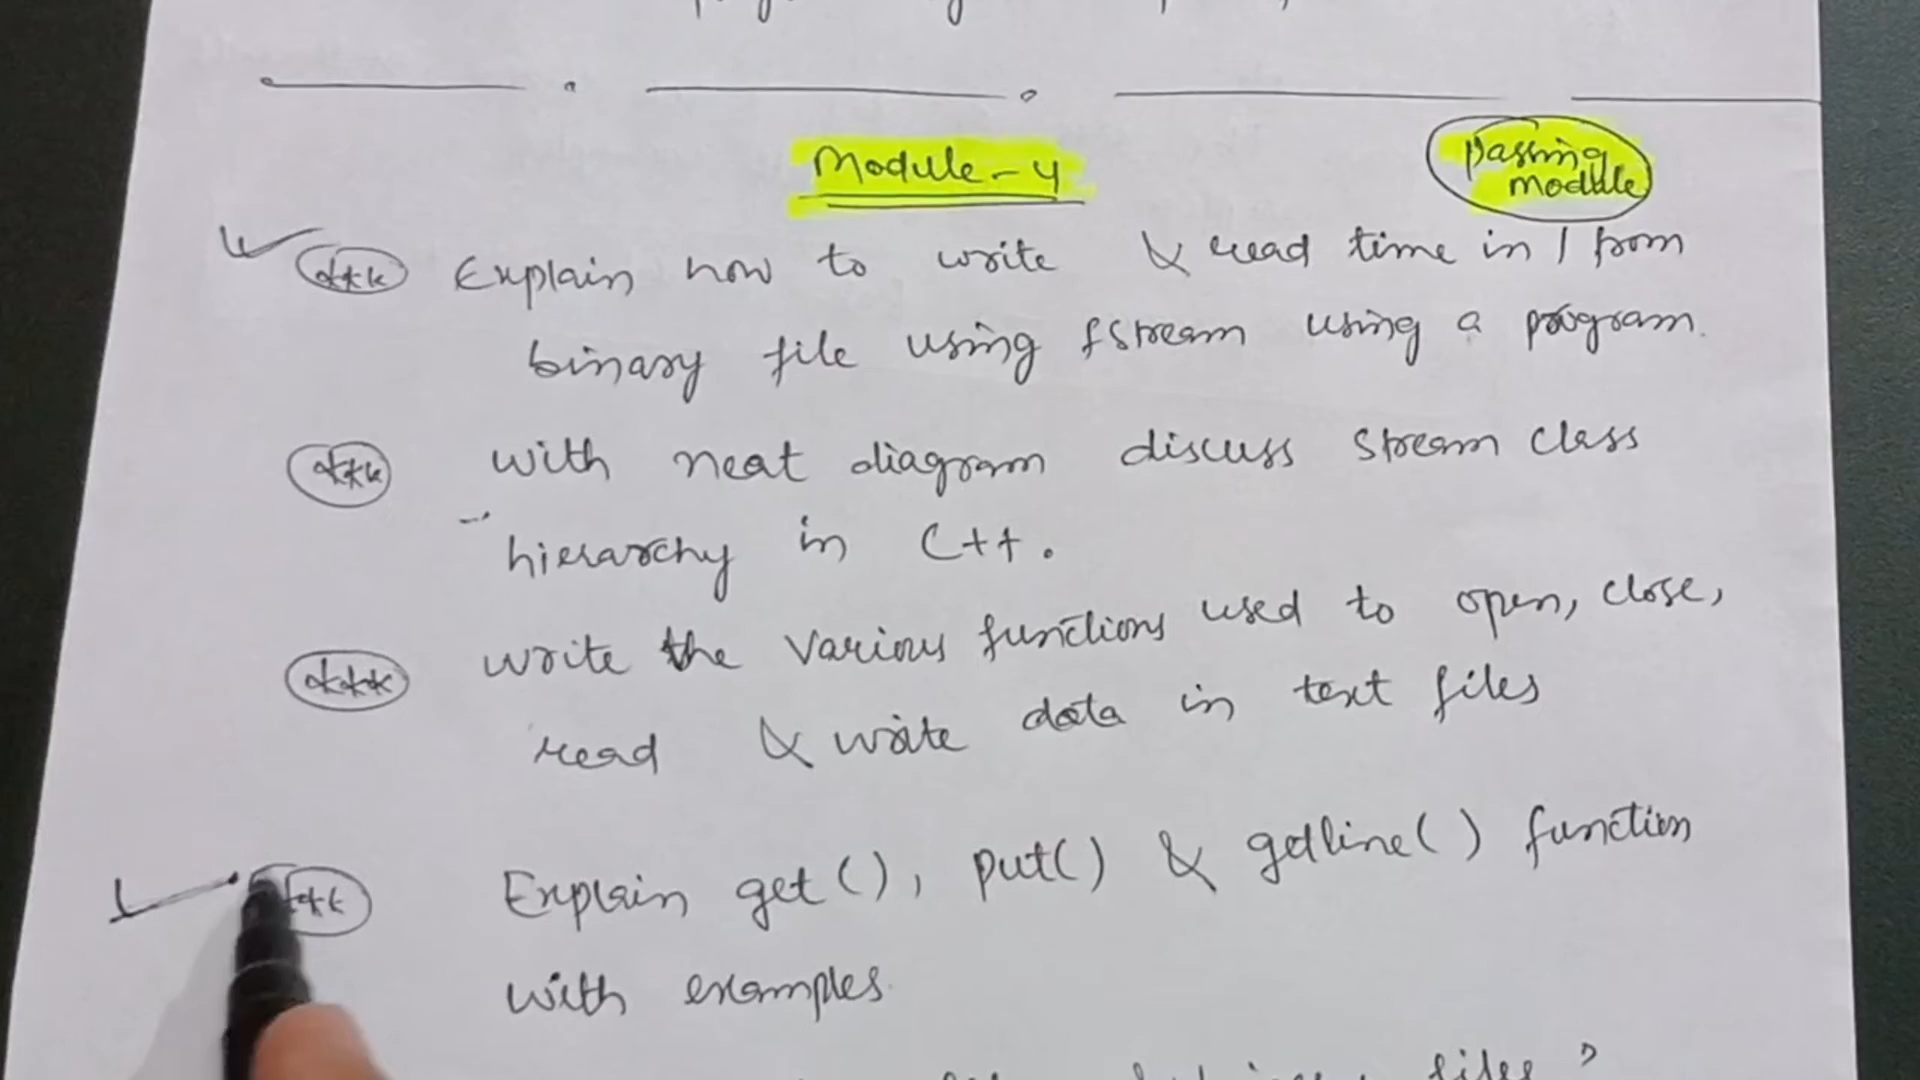 Module - 4
passing
module
*** Explain how to write & read time in / from
binary file using fstream using a program.
*** with neat diagram discuss stream class
hierarchy in C++.
*** write the various functions used to open, close,
read & write data in text files
*** Explain get(), put() & getline() function
with examples.
files ?